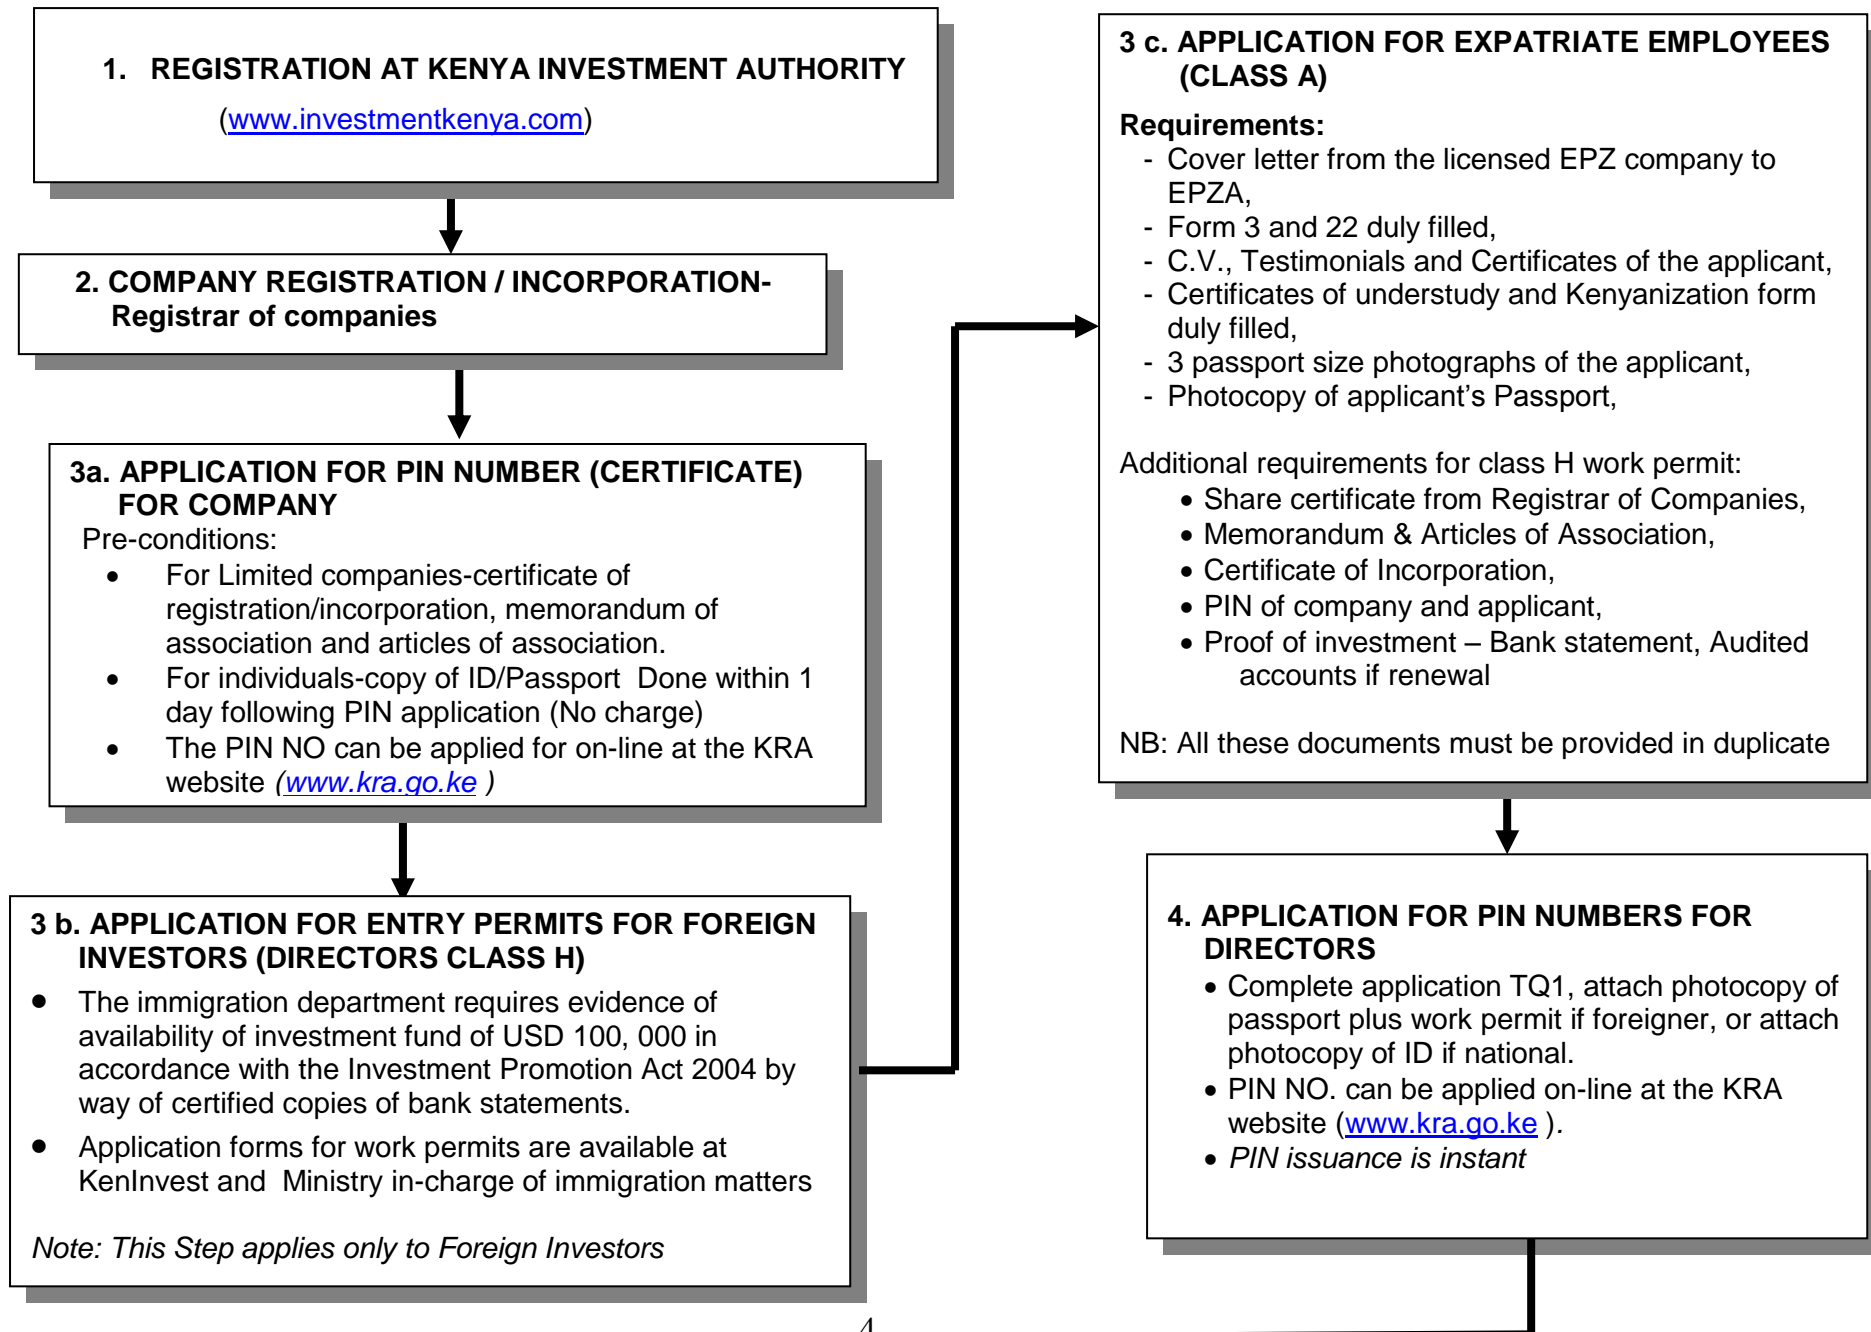 1. REGISTRATION AT KENYA INVESTMENT AUTHORITY
(www.investmentkenya.com)
2. COMPANY REGISTRATION / INCORPORATION-
Registrar of companies
3a. APPLICATION FOR PIN NUMBER (CERTIFICATE)
FOR COMPANY
Pre-conditions:
• For Limited companies-certificate of
registration/incorporation, memorandum of
association and articles of association.
• For individuals-copy of ID/Passport Done within 1
day following PIN application (No charge)
• The PIN NO can be applied for on-line at the KRA
website (www.kra.go.ke )
3 b. APPLICATION FOR ENTRY PERMITS FOR FOREIGN
INVESTORS (DIRECTORS CLASS H)
• The immigration department requires evidence of
availability of investment fund of USD 100, 000 in
accordance with the Investment Promotion Act 2004 by
way of certified copies of bank statements.
• Application forms for work permits are available at
KenInvest and Ministry in-charge of immigration matters
Note: This Step applies only to Foreign Investors
3 c. APPLICATION FOR EXPATRIATE EMPLOYEES
(CLASS A)
Requirements:
- Cover letter from the licensed EPZ company to
EPZA,
- Form 3 and 22 duly filled,
- C.V., Testimonials and Certificates of the applicant,
- Certificates of understudy and Kenyanization form
duly filled,
- 3 passport size photographs of the applicant,
- Photocopy of applicant’s Passport,
Additional requirements for class H work permit:
• Share certificate from Registrar of Companies,
• Memorandum & Articles of Association,
• Certificate of Incorporation,
• PIN of company and applicant,
• Proof of investment – Bank statement, Audited
accounts if renewal
NB: All these documents must be provided in duplicate
4. APPLICATION FOR PIN NUMBERS FOR
DIRECTORS
• Complete application TQ1, attach photocopy of
passport plus work permit if foreigner, or attach
photocopy of ID if national.
• PIN NO. can be applied on-line at the KRA
website (www.kra.go.ke ).
• PIN issuance is instant
4